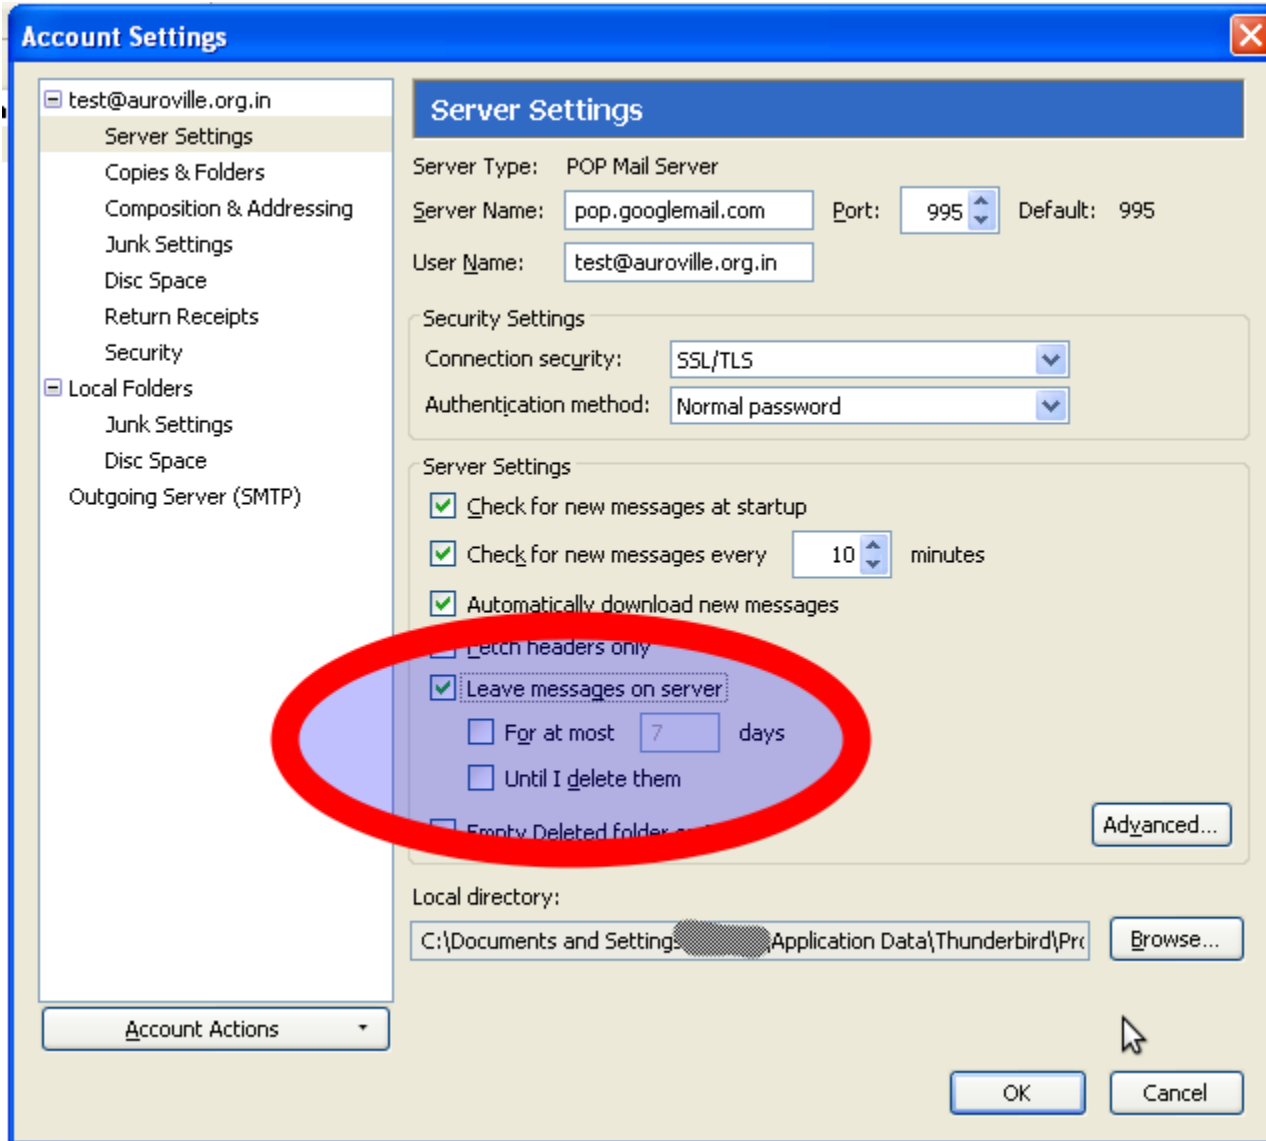 Account Settings
test@auroville.org.in
Server Settings
Copies & Folders
Composition & Addressing
Junk Settings
Disc Space
Return Receipts
Security
Local Folders
Junk Settings
Disc Space
Outgoing Server (SMTP)
Account Actions
Server Settings
Server Type: POP Mail Server
Server Name: pop.googlemail.com Port: 995 Default: 995
User Name: test@auroville.org.in
Security Settings
Connection security: SSL/TLS
Authentication method: Normal password
Server Settings
Check for new messages at startup
Check for new messages every 10 minutes
Automatically download new messages
Fetch headers only
Leave messages on server
For at most 7 days
Until I delete them
Empty Deleted folder
Advanced...
Local directory:
C:\Documents and Settings \Application Data\Thunderbird\Pro
Browse...
OK Cancel